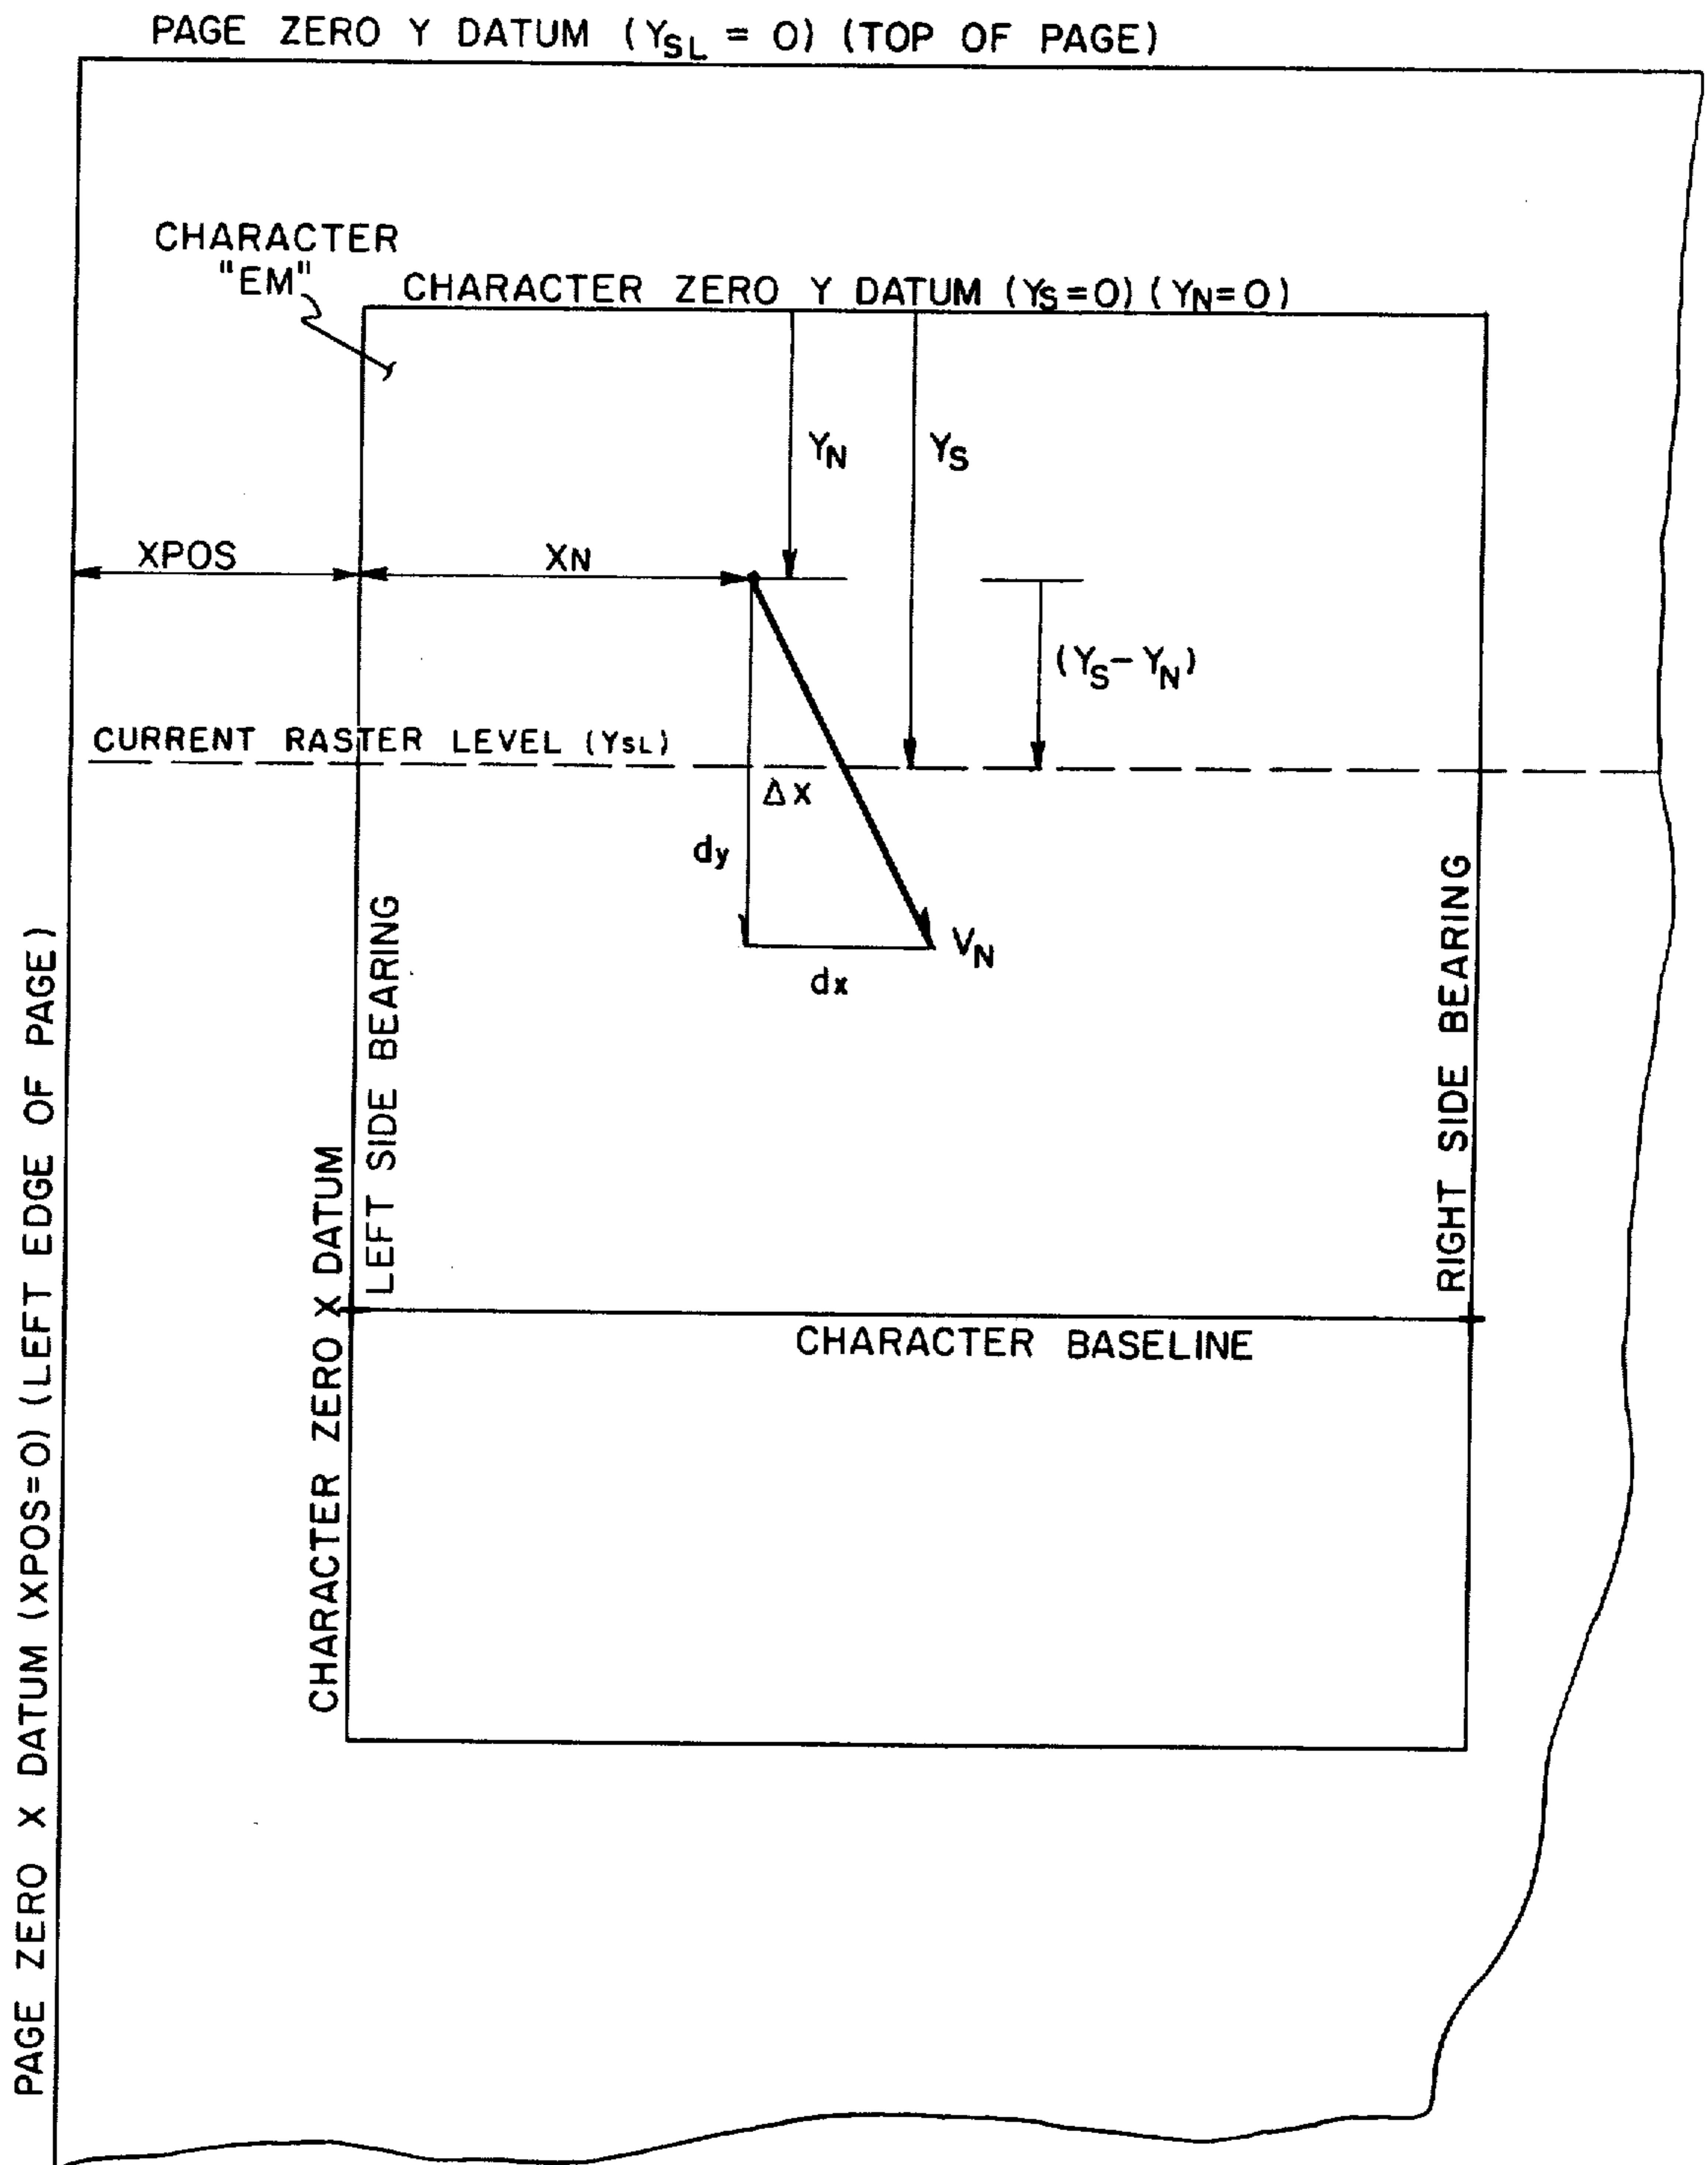 PAGE ZERO Y DATUM (YSL = 0) (TOP OF PAGE)
CHARACTER
"EM"
CHARACTER ZERO Y DATUM (YS=0) (YN=0)
YN
YS
XPOS
XN
(YS-YN)
CURRENT RASTER LEVEL (YSL)
Δx
dy
VN
dx
LEFT SIDE BEARING
RIGHT SIDE BEARING
CHARACTER ZERO X DATUM
CHARACTER BASELINE
PAGE ZERO X DATUM (XPOS=0) (LEFT EDGE OF PAGE)